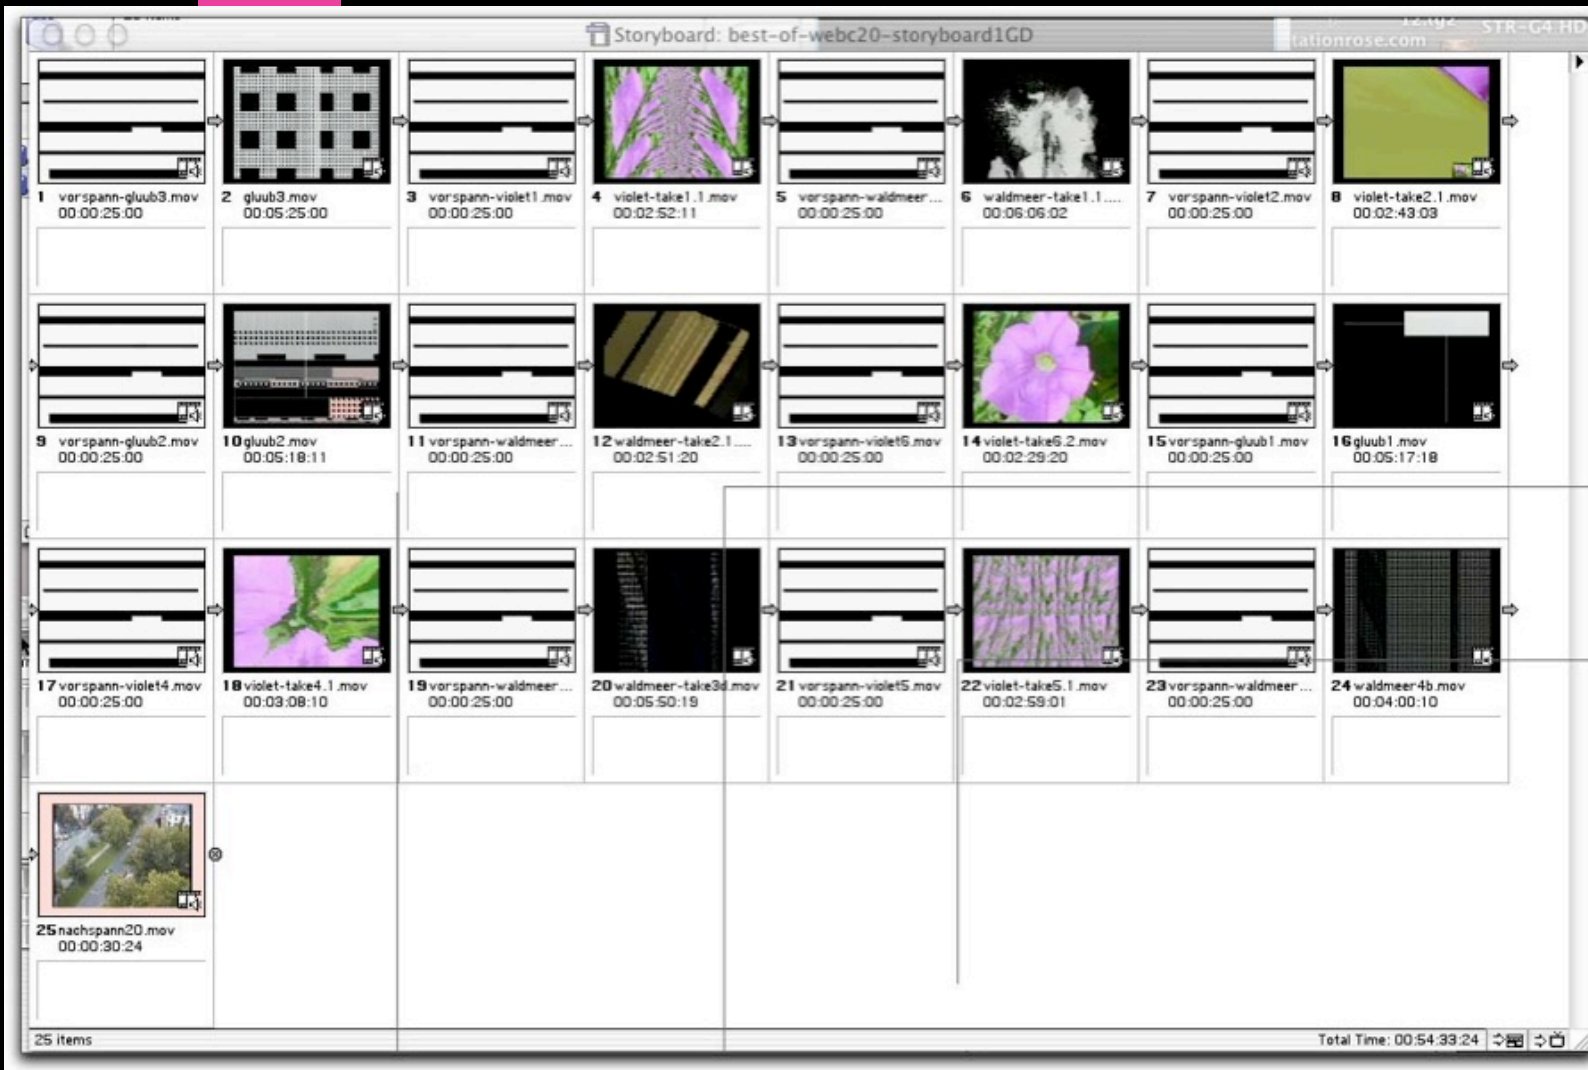 Storyboard: best-of-webc20-storyboard1GD
STR-G4 HD
tationrose.com
1 vorspann-gluub3.mov
00:00:25:00
2 gluub3.mov
00:05:25:00
3 vorspann-violet1.mov
00:00:25:00
4 violet-take1.1.mov
00:02:52:11
5 vorspann-waldmeer...
00:00:25:00
6 waldmeer-take1.1....
00:06:06:02
7 vorspann-violet2.mov
00:00:25:00
8 violet-take2.1.mov
00:02:43:03
9 vorspann-gluub2.mov
00:00:25:00
10 gluub2.mov
00:05:18:11
11 vorspann-waldmeer...
00:00:25:00
12 waldmeer-take2.1....
00:02:51:20
13 vorspann-violet6.mov
00:00:25:00
14 violet-take6.2.mov
00:02:29:20
15 vorspann-gluub1.mov
00:00:25:00
16 gluub1.mov
00:05:17:18
17 vorspann-violet4.mov
00:00:25:00
18 violet-take4.1.mov
00:03:08:10
19 vorspann-waldmeer...
00:00:25:00
20 waldmeer-take3d.mov
00:05:50:19
21 vorspann-violet5.mov
00:00:25:00
22 violet-take5.1.mov
00:02:59:01
23 vorspann-waldmeer...
00:00:25:00
24 waldmeer4b.mov
00:04:00:10
25 nachspann20.mov
00:00:30:24
25 items
Total Time: 00:54:33:24